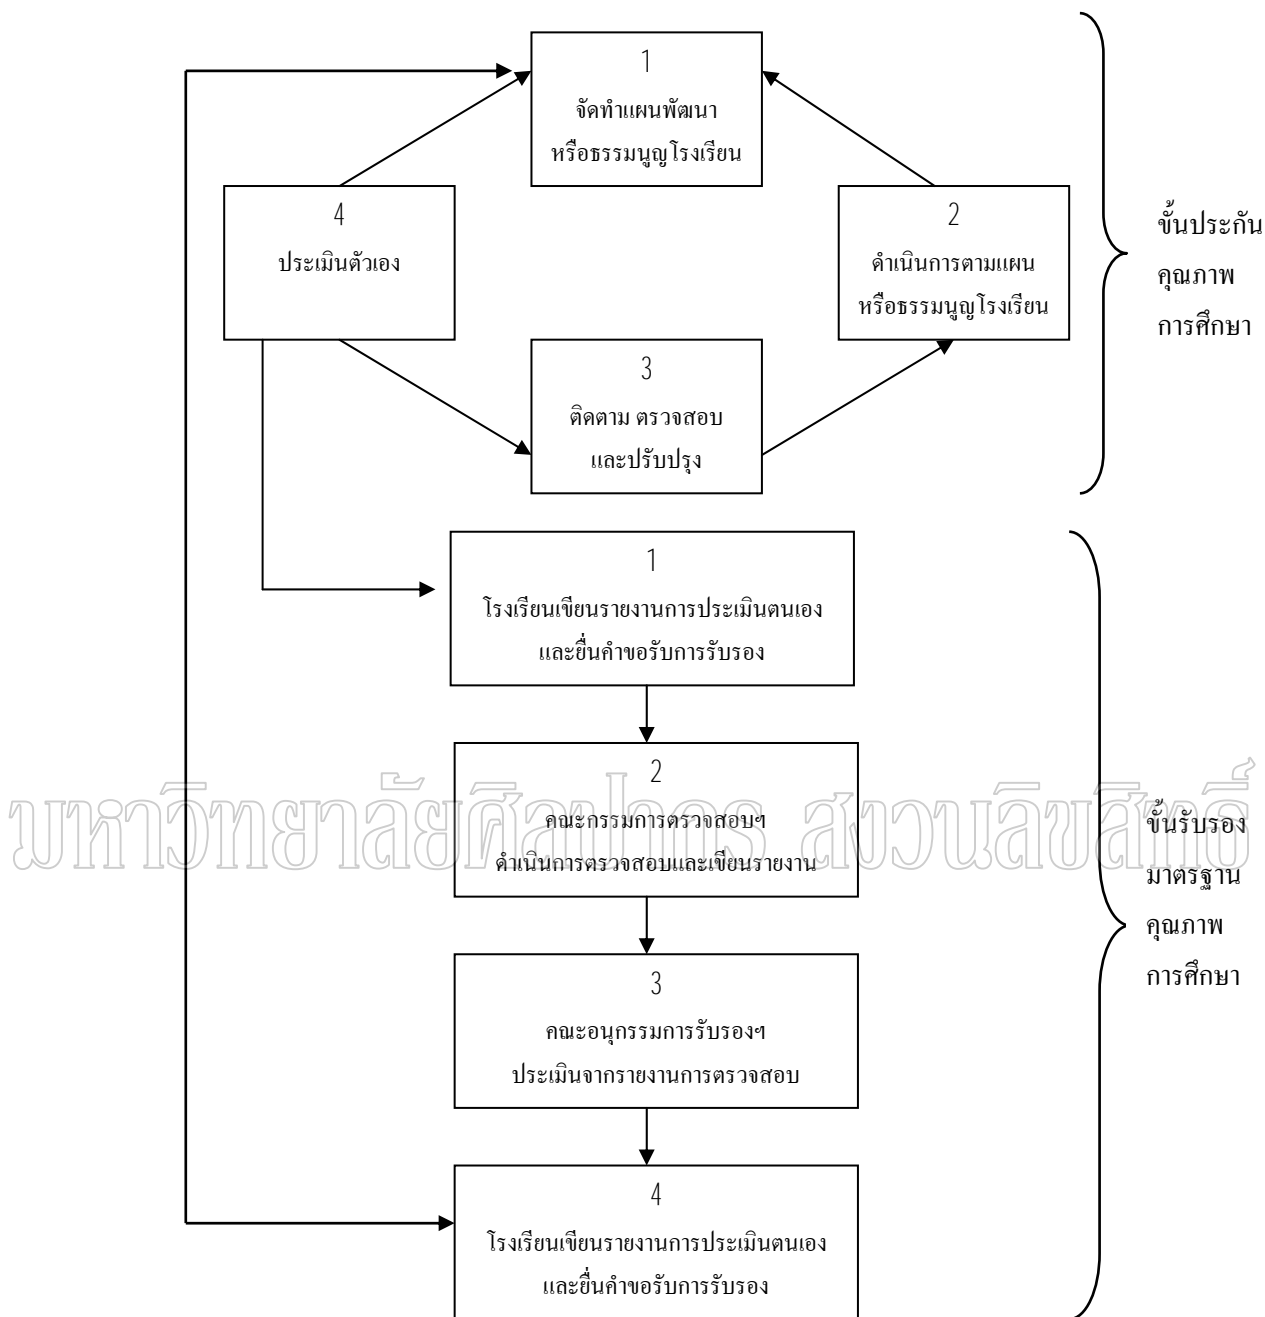 1
จัดทำแผนพัฒนา
หรือธรรมนูญโรงเรียน
4
ประเมินตัวเอง
2
ดำเนินการตามแผน
หรือธรรมนูญโรงเรียน
3
ติดตาม ตรวจสอบ
และปรับปรุง
ขั้นประกัน
คุณภาพ
การศึกษา
1
โรงเรียนเขียนรายงานการประเมินตนเอง
และยื่นคำขอรับการรับรอง
2
คณะกรรมการตรวจสอบฯ
ดำเนินการตรวจสอบและเขียนรายงาน
3
คณะอนุกรรมการรับรองฯ
ประเมินจากรายงานการตรวจสอบ
4
โรงเรียนเขียนรายงานการประเมินตนเอง
และยื่นคำขอรับการรับรอง
ขั้นรับรอง
มาตรฐาน
คุณภาพ
การศึกษา
มหาวิทยาลัยศิลปากร สงวนลิขสิทธิ์